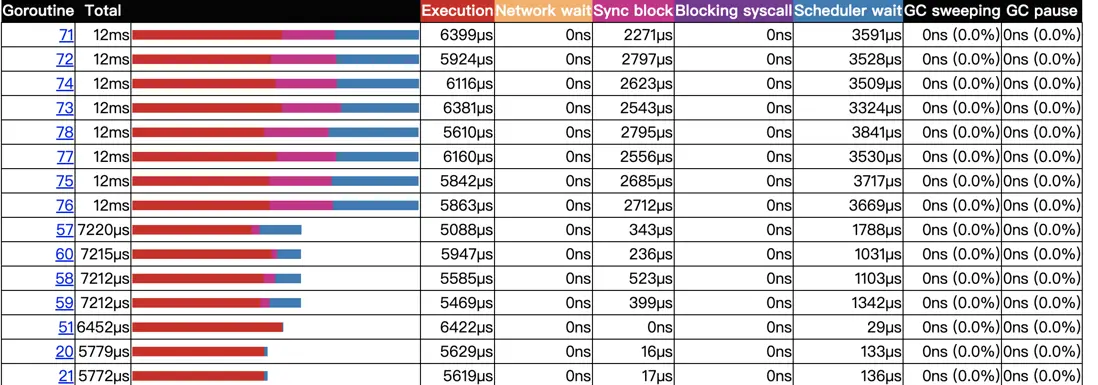 Goroutine Total Execution Network wait Sync block Blocking syscall Scheduler wait GC sweeping GC pause
71 12ms 6399µs 0ns 2271µs 0ns 3591µs 0ns (0.0%) 0ns (0.0%)
72 12ms 5924µs 0ns 2797µs 0ns 3528µs 0ns (0.0%) 0ns (0.0%)
74 12ms 6116µs 0ns 2623µs 0ns 3509µs 0ns (0.0%) 0ns (0.0%)
73 12ms 6381µs 0ns 2543µs 0ns 3324µs 0ns (0.0%) 0ns (0.0%)
78 12ms 5610µs 0ns 2795µs 0ns 3841µs 0ns (0.0%) 0ns (0.0%)
77 12ms 6160µs 0ns 2556µs 0ns 3530µs 0ns (0.0%) 0ns (0.0%)
75 12ms 5842µs 0ns 2685µs 0ns 3717µs 0ns (0.0%) 0ns (0.0%)
76 12ms 5863µs 0ns 2712µs 0ns 3669µs 0ns (0.0%) 0ns (0.0%)
57 7220µs 5088µs 0ns 343µs 0ns 1788µs 0ns (0.0%) 0ns (0.0%)
60 7215µs 5947µs 0ns 236µs 0ns 1031µs 0ns (0.0%) 0ns (0.0%)
58 7212µs 5585µs 0ns 523µs 0ns 1103µs 0ns (0.0%) 0ns (0.0%)
59 7212µs 5469µs 0ns 399µs 0ns 1342µs 0ns (0.0%) 0ns (0.0%)
51 6452µs 6422µs 0ns 0ns 0ns 29µs 0ns (0.0%) 0ns (0.0%)
20 5779µs 5629µs 0ns 16µs 0ns 133µs 0ns (0.0%) 0ns (0.0%)
21 5772µs 5619µs 0ns 17µs 0ns 136µs 0ns (0.0%) 0ns (0.0%)